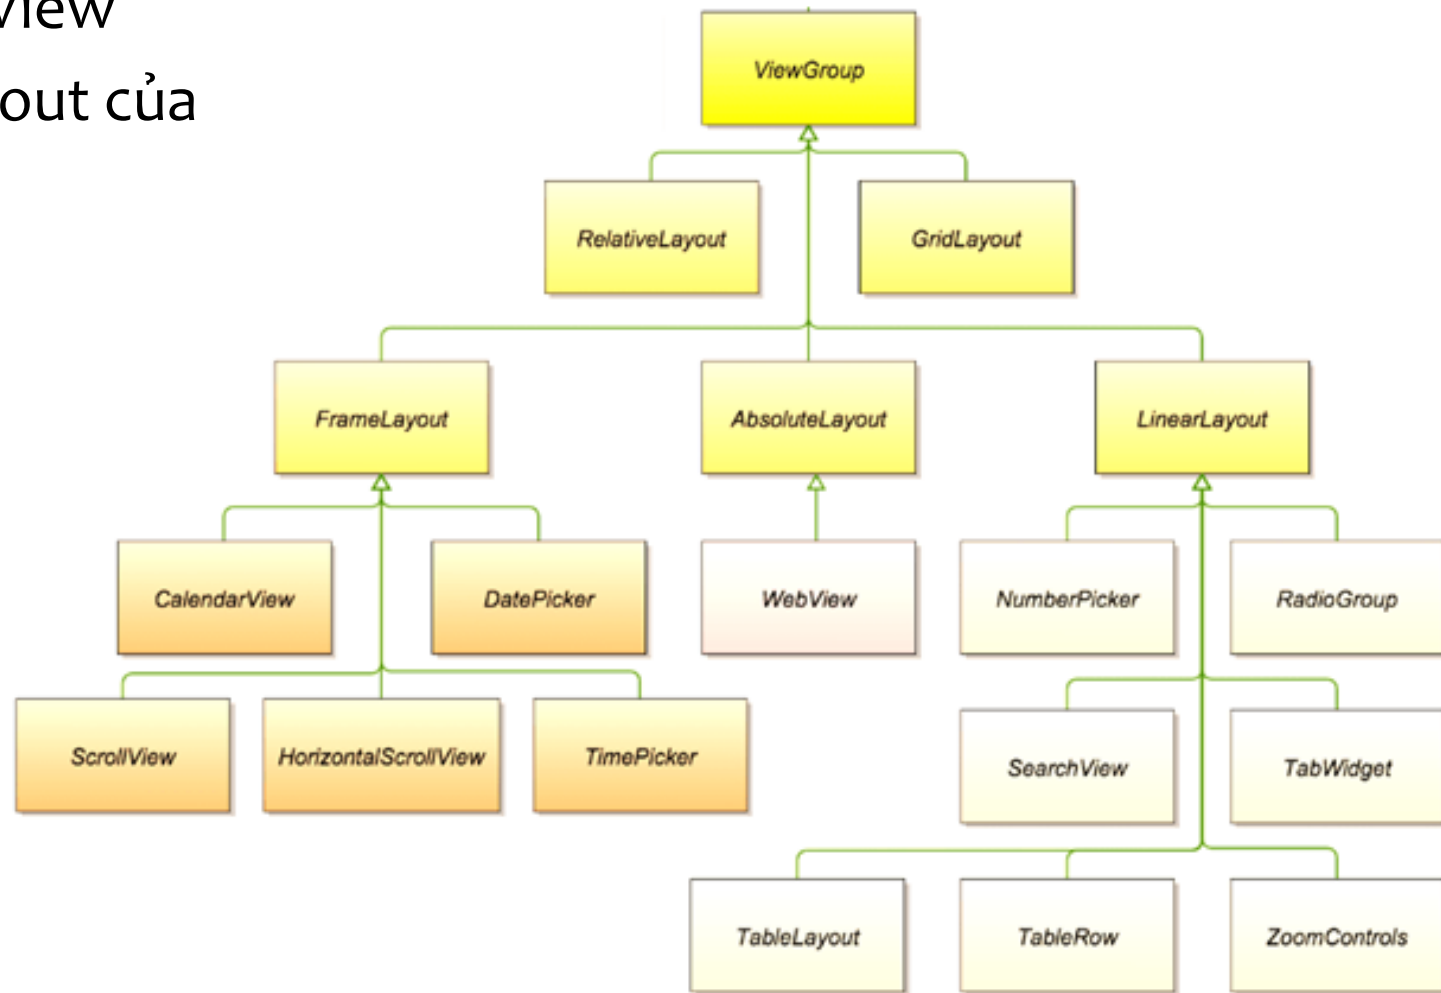 view
out của
ViewGroup
RelativeLayout
GridLayout
FrameLayout
AbsoluteLayout
LinearLayout
CalendarView
DatePicker
WebView
NumberPicker
RadioGroup
ScrollView
HorizontalScrollView
TimePicker
SearchView
TabWidget
TableLayout
TableRow
ZoomControls